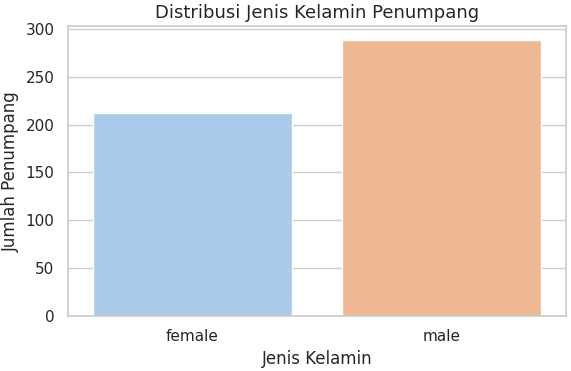 Distribusi Jenis Kelamin Penumpang
Jumlah Penumpang
300
250
200
150
100
50
0
female
male
Jenis Kelamin